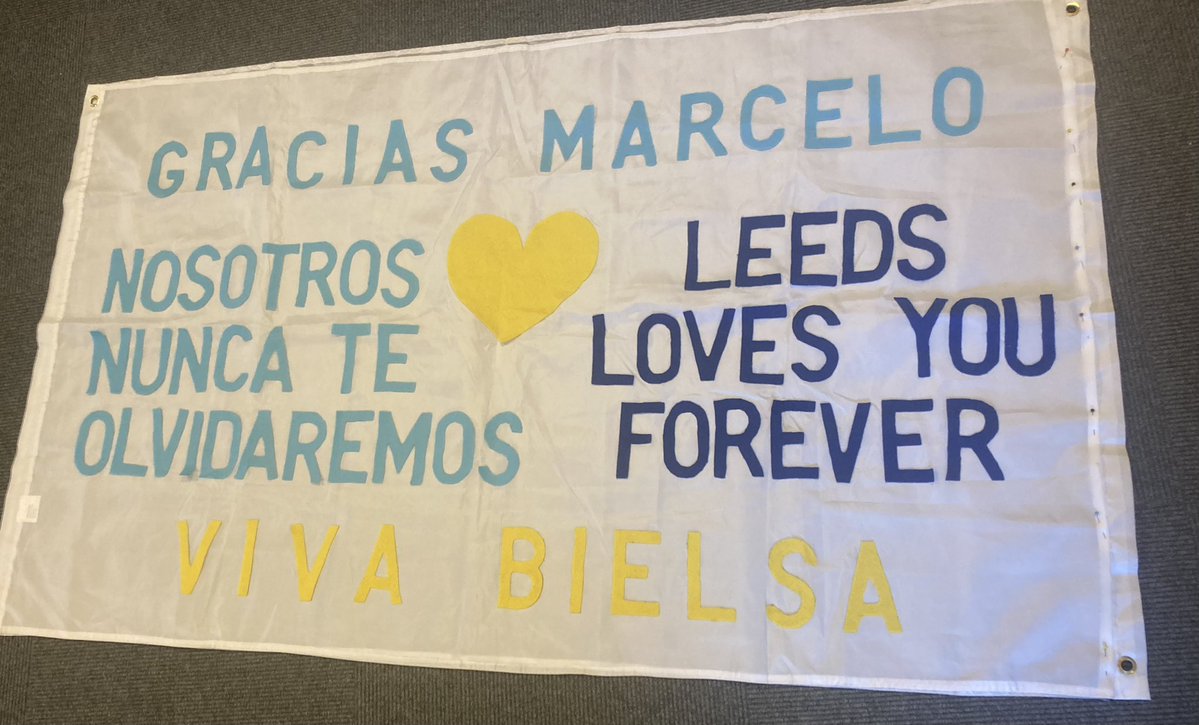 GRACIAS MARCELO
NOSOTROS
NUNCA TE
OLVIDAREMOS
LEEDS
LOVES YOU
FOREVER
VIVA BIELSA